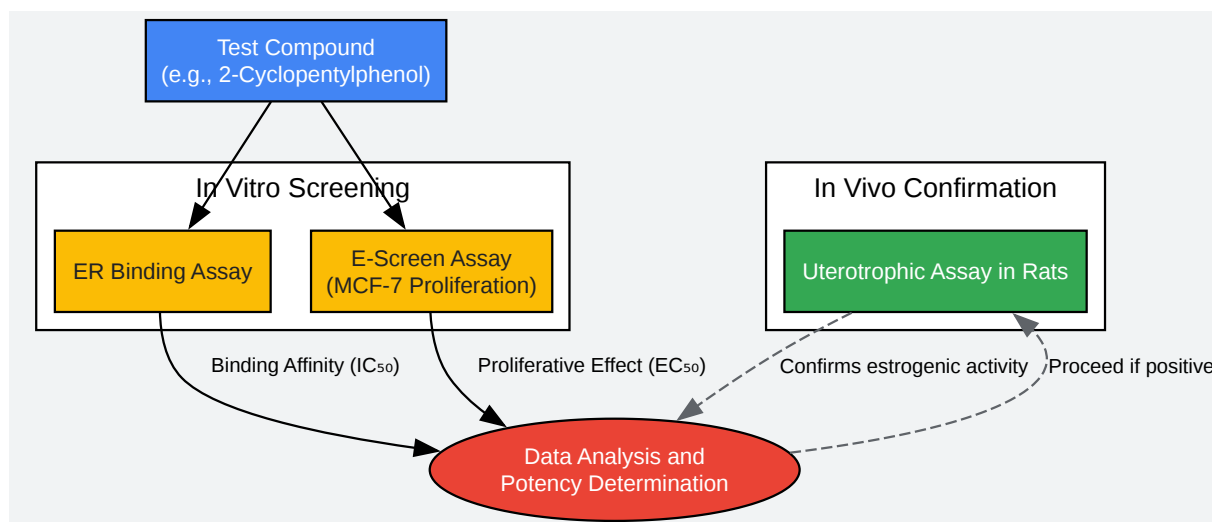 Test Compound
(e.g., 2-Cyclopentylphenol)
In Vitro Screening
In Vivo Confirmation
ER Binding Assay
E-Screen Assay
(MCF-7 Proliferation)
Uterotrophic Assay in Rats
Binding Affinity (IC₅₀)
Proliferative Effect (EC₅₀)
Confirms estrogenic activity
Proceed if positive
Data Analysis and
Potency Determination